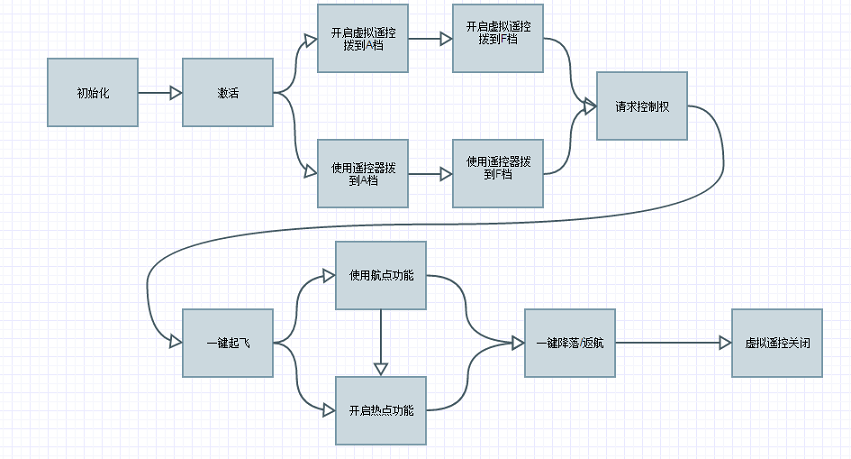 初始化
激活
开启虚拟遥控
拨到A档
开启虚拟遥控
拨到F档
使用遥控器拨
到A档
使用遥控器拨
到F档
请求控制权
一键起飞
使用航点功能
开启热点功能
一键降落/返航
虚拟遥控关闭